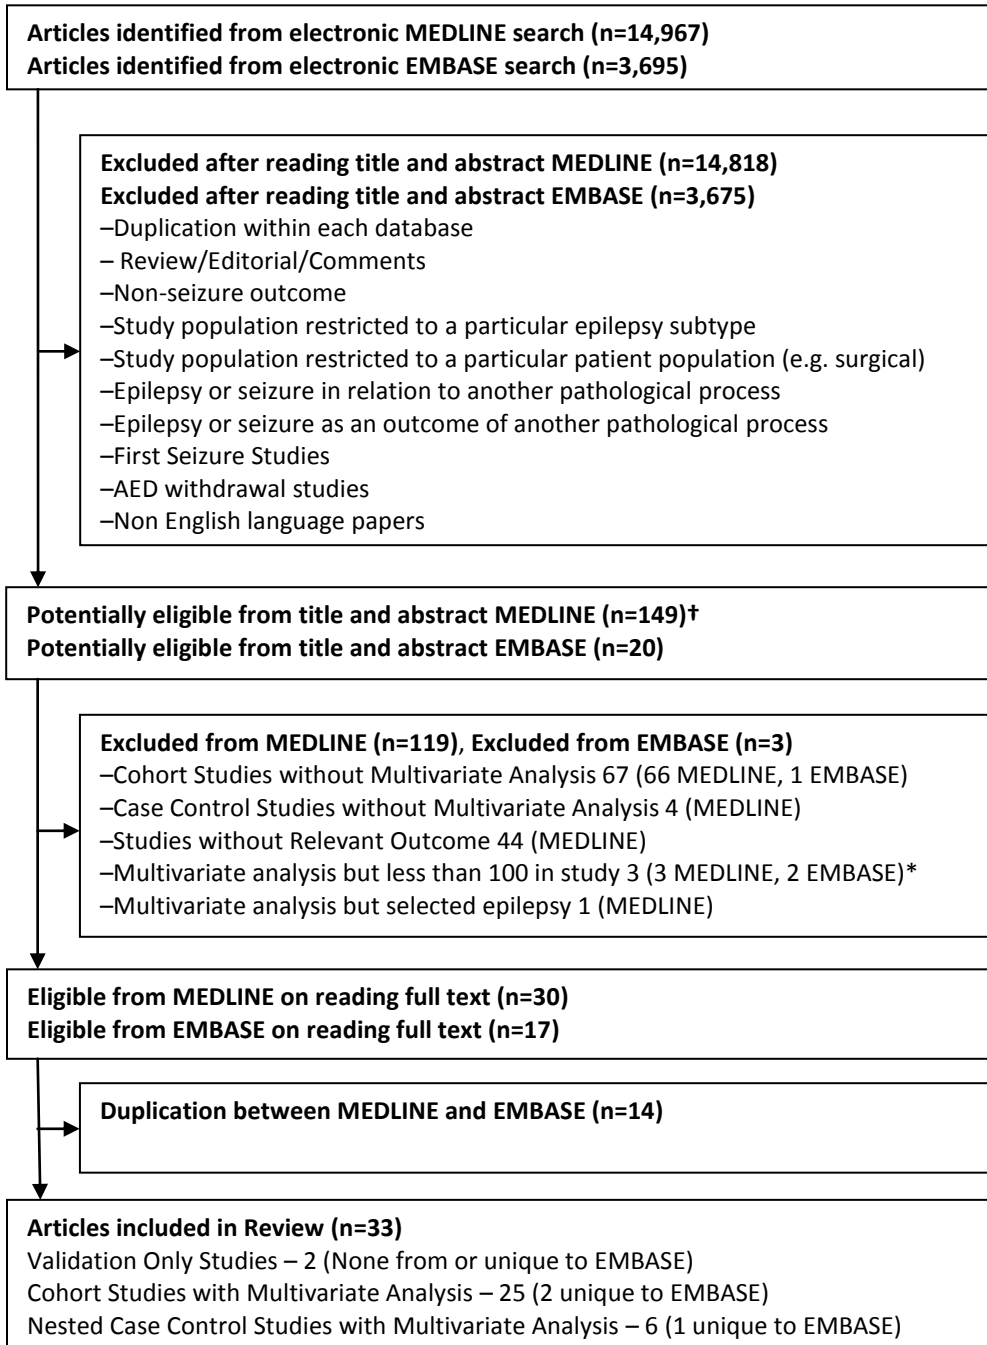 Articles identified from electronic MEDLINE search (n=14,967)
Articles identified from electronic EMBASE search (n=3,695)
Excluded after reading title and abstract MEDLINE (n=14,818)
Excluded after reading title and abstract EMBASE (n=3,675)
–Duplication within each database
– Review/Editorial/Comments
–Non-seizure outcome
–Study population restricted to a particular epilepsy subtype
–Study population restricted to a particular patient population (e.g. surgical)
–Epilepsy or seizure in relation to another pathological process
–Epilepsy or seizure as an outcome of another pathological process
–First Seizure Studies
–AED withdrawal studies
–Non English language papers
Potentially eligible from title and abstract MEDLINE (n=149)†
Potentially eligible from title and abstract EMBASE (n=20)
Excluded from MEDLINE (n=119), Excluded from EMBASE (n=3)
–Cohort Studies without Multivariate Analysis 67 (66 MEDLINE, 1 EMBASE)
–Case Control Studies without Multivariate Analysis 4 (MEDLINE)
–Studies without Relevant Outcome 44 (MEDLINE)
–Multivariate analysis but less than 100 in study 3 (3 MEDLINE, 2 EMBASE)*
–Multivariate analysis but selected epilepsy 1 (MEDLINE)
Eligible from MEDLINE on reading full text (n=30)
Eligible from EMBASE on reading full text (n=17)
Duplication between MEDLINE and EMBASE (n=14)
Articles included in Review (n=33)
Validation Only Studies – 2 (None from or unique to EMBASE)
Cohort Studies with Multivariate Analysis – 25 (2 unique to EMBASE)
Nested Case Control Studies with Multivariate Analysis – 6 (1 unique to EMBASE)